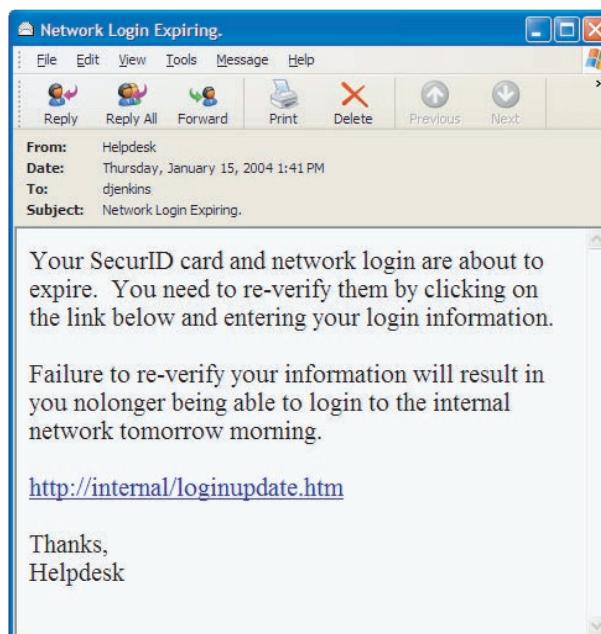 Network Login Expiring.
File Edit View Tools Message Help
Reply Reply All Forward Print Delete Previous Next
From: Helpdesk
Date: Thursday, January 15, 2004 1:41 PM
To: djenkins
Subject: Network Login Expiring.
Your SecurID card and network login are about to
expire. You need to re-verify them by clicking on
the link below and entering your login information.
Failure to re-verify your information will result in
you nolonger being able to login to the internal
network tomorrow morning.
http://internal/loginupdate.htm
Thanks,
Helpdesk